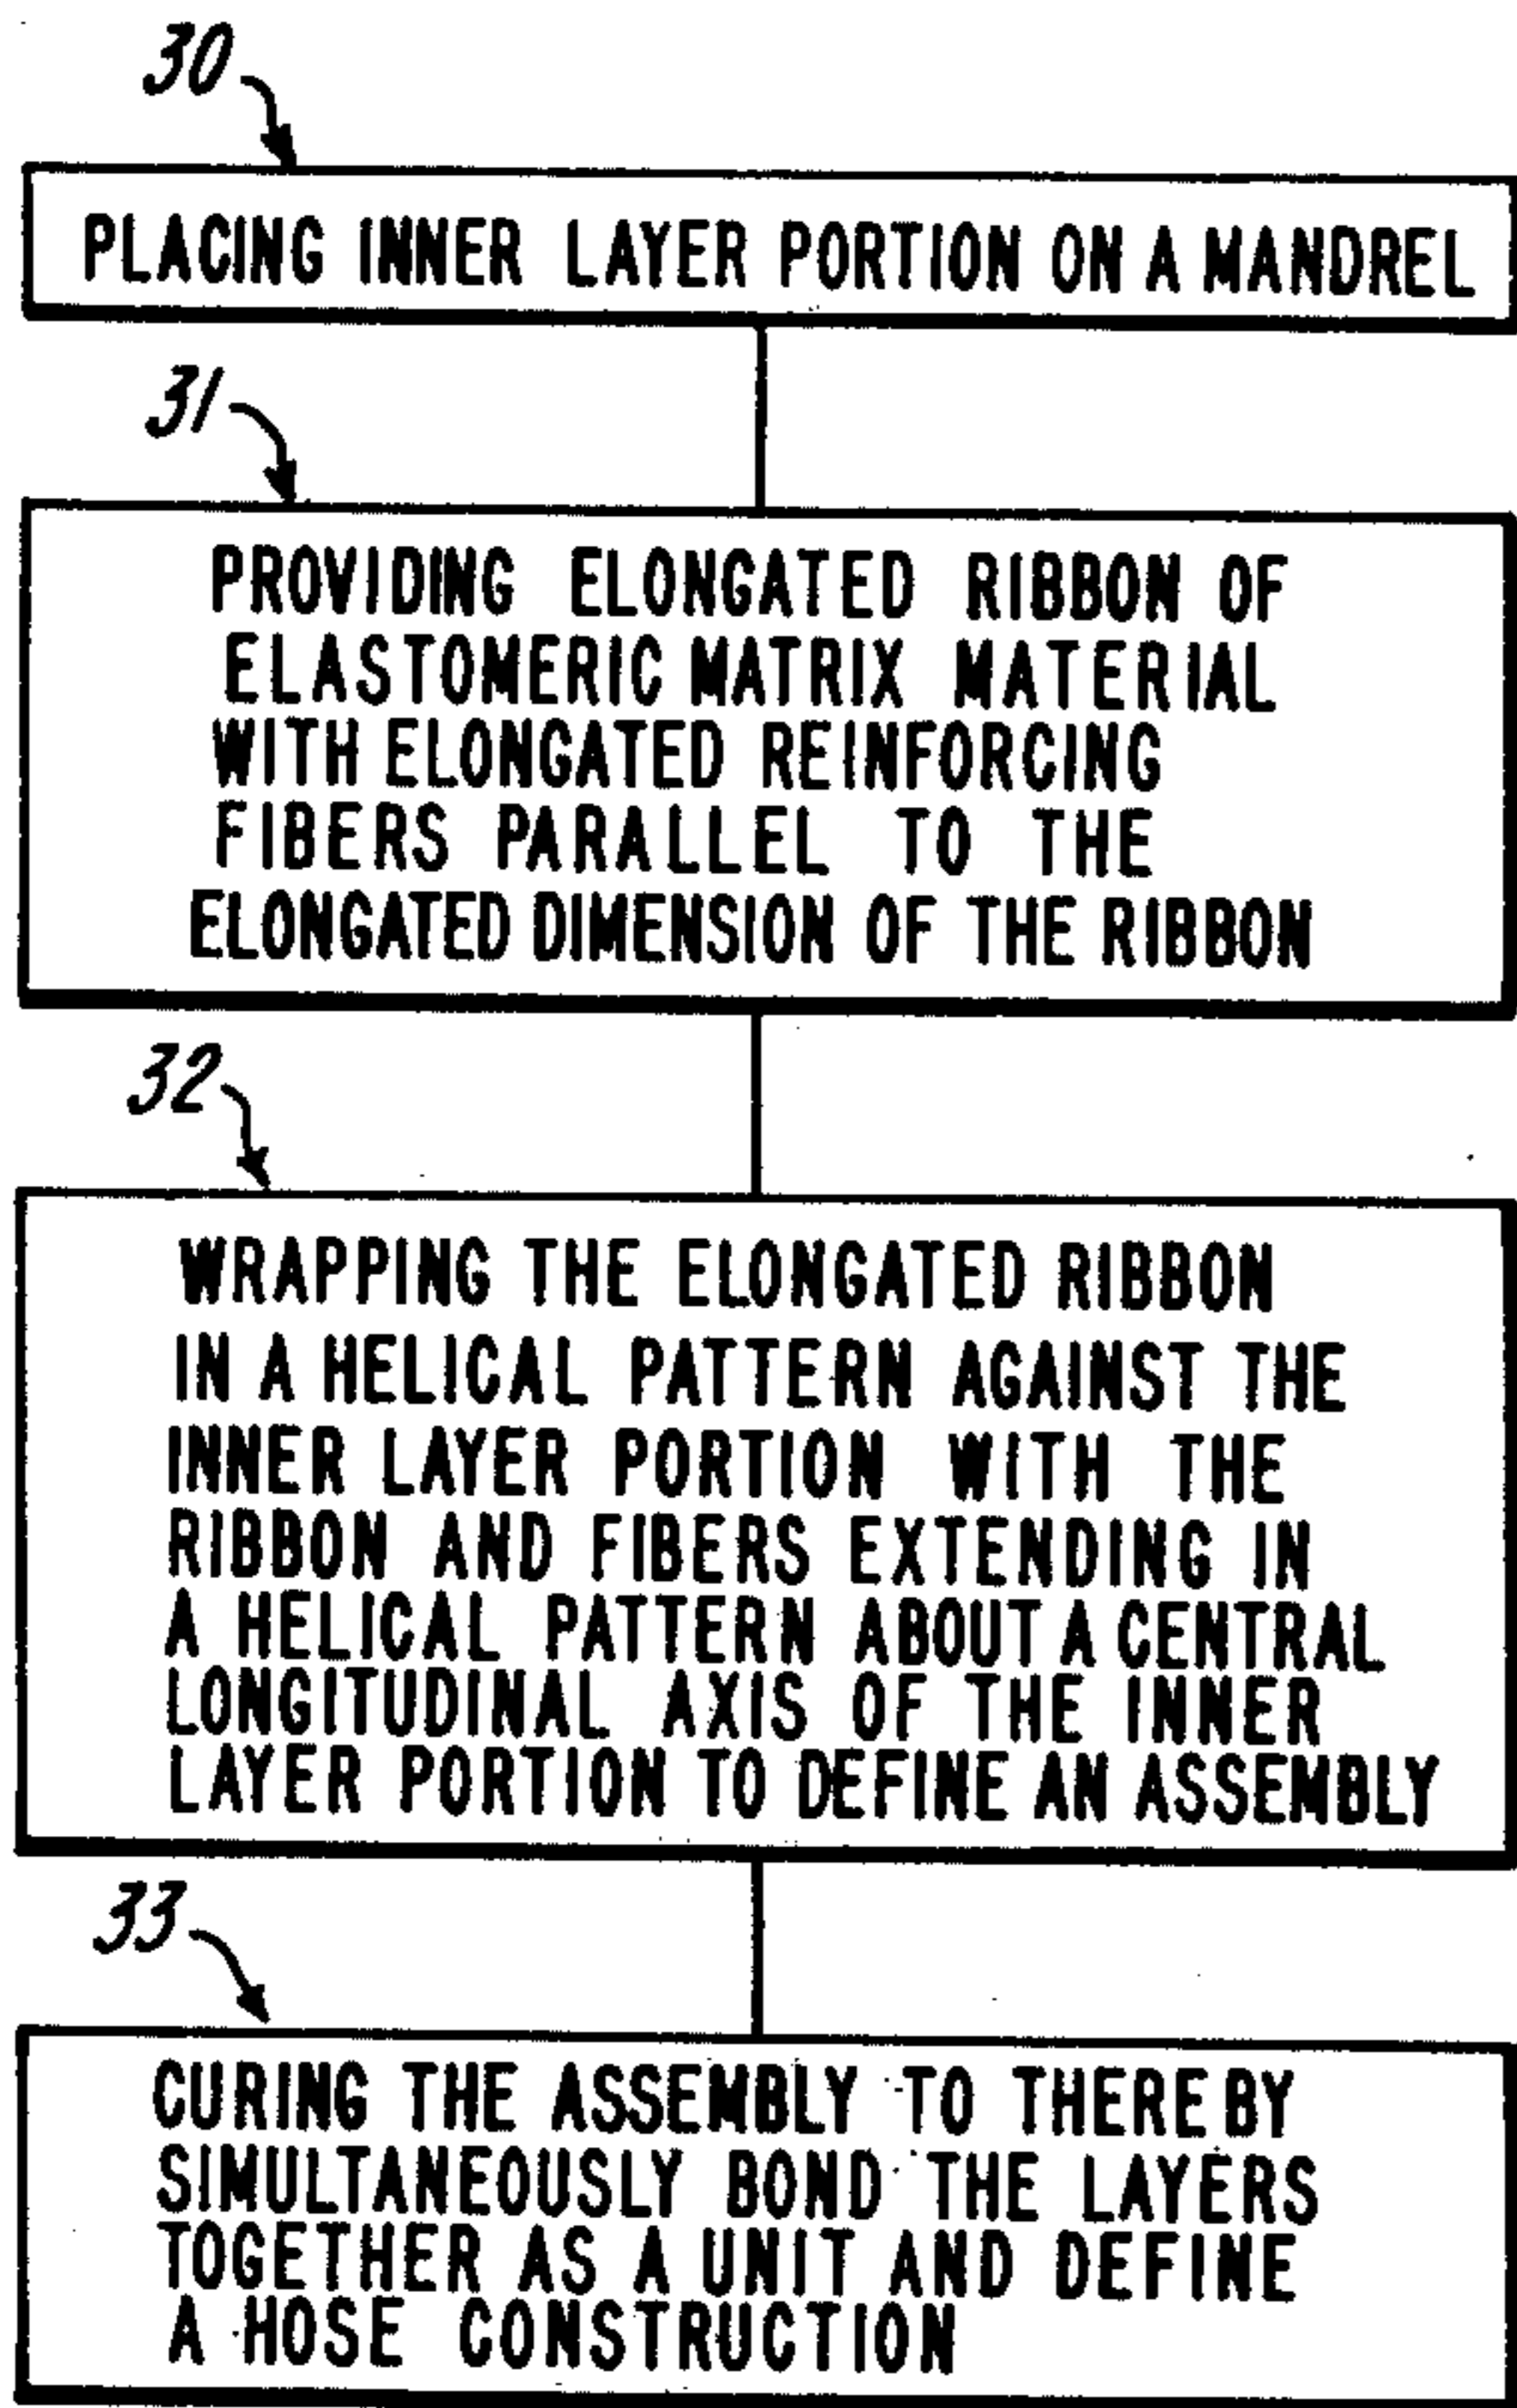 30
PLACING INNER LAYER PORTION ON A MANDREL
31
PROVIDING ELONGATED RIBBON OF
ELASTOMERIC MATRIX MATERIAL
WITH ELONGATED REINFORCING
FIBERS PARALLEL TO THE
ELONGATED DIMENSION OF THE RIBBON
32
WRAPPING THE ELONGATED RIBBON
IN A HELICAL PATTERN AGAINST THE
INNER LAYER PORTION WITH THE
RIBBON AND FIBERS EXTENDING IN
A HELICAL PATTERN ABOUT A CENTRAL
LONGITUDINAL AXIS OF THE INNER
LAYER PORTION TO DEFINE AN ASSEMBLY
33
CURING THE ASSEMBLY TO THEREBY
SIMULTANEOUSLY BOND THE LAYERS
TOGETHER AS A UNIT AND DEFINE
A HOSE CONSTRUCTION